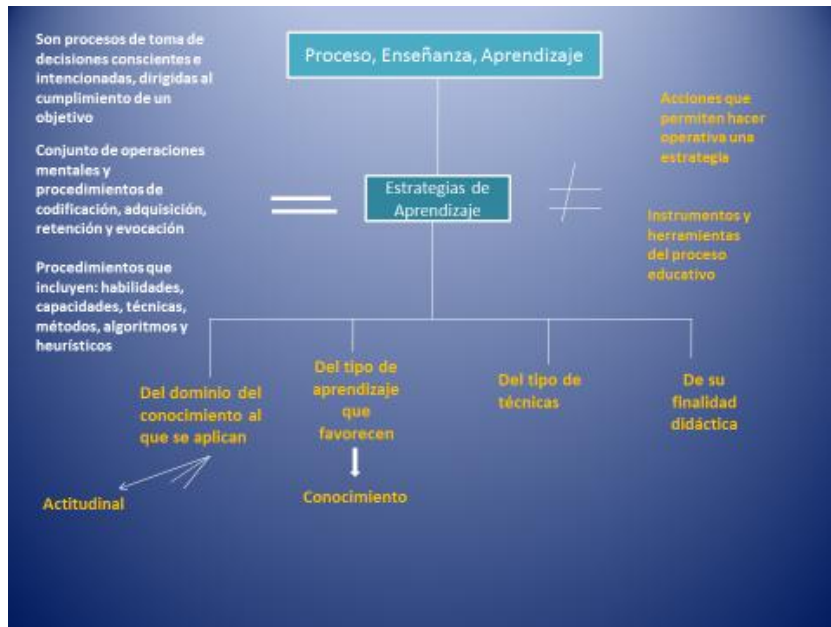 Son procesos de toma de
decisiones conscientes e
intencionadas, dirigidas al
cumplimiento de un
objetivo
Proceso, Enseñanza, Aprendizaje
Acciones que
permiten hacer
operativa una
estrategia
Conjunto de operaciones
mentales y
procedimientos de
codificación, adquisición,
retención y evocación
Estrategias de
Aprendizaje
Instrumentos y
herramientas
del proceso
educativo
Procedimientos que
incluyen: habilidades,
capacidades, técnicas,
métodos, algoritmos y
heurísticos
Del dominio del
conocimiento al
que se aplican
Del tipo de
aprendizaje
que
favorecen
Del tipo de
técnicas
De su
finalidad
didáctica
Actitudinal
Conocimiento